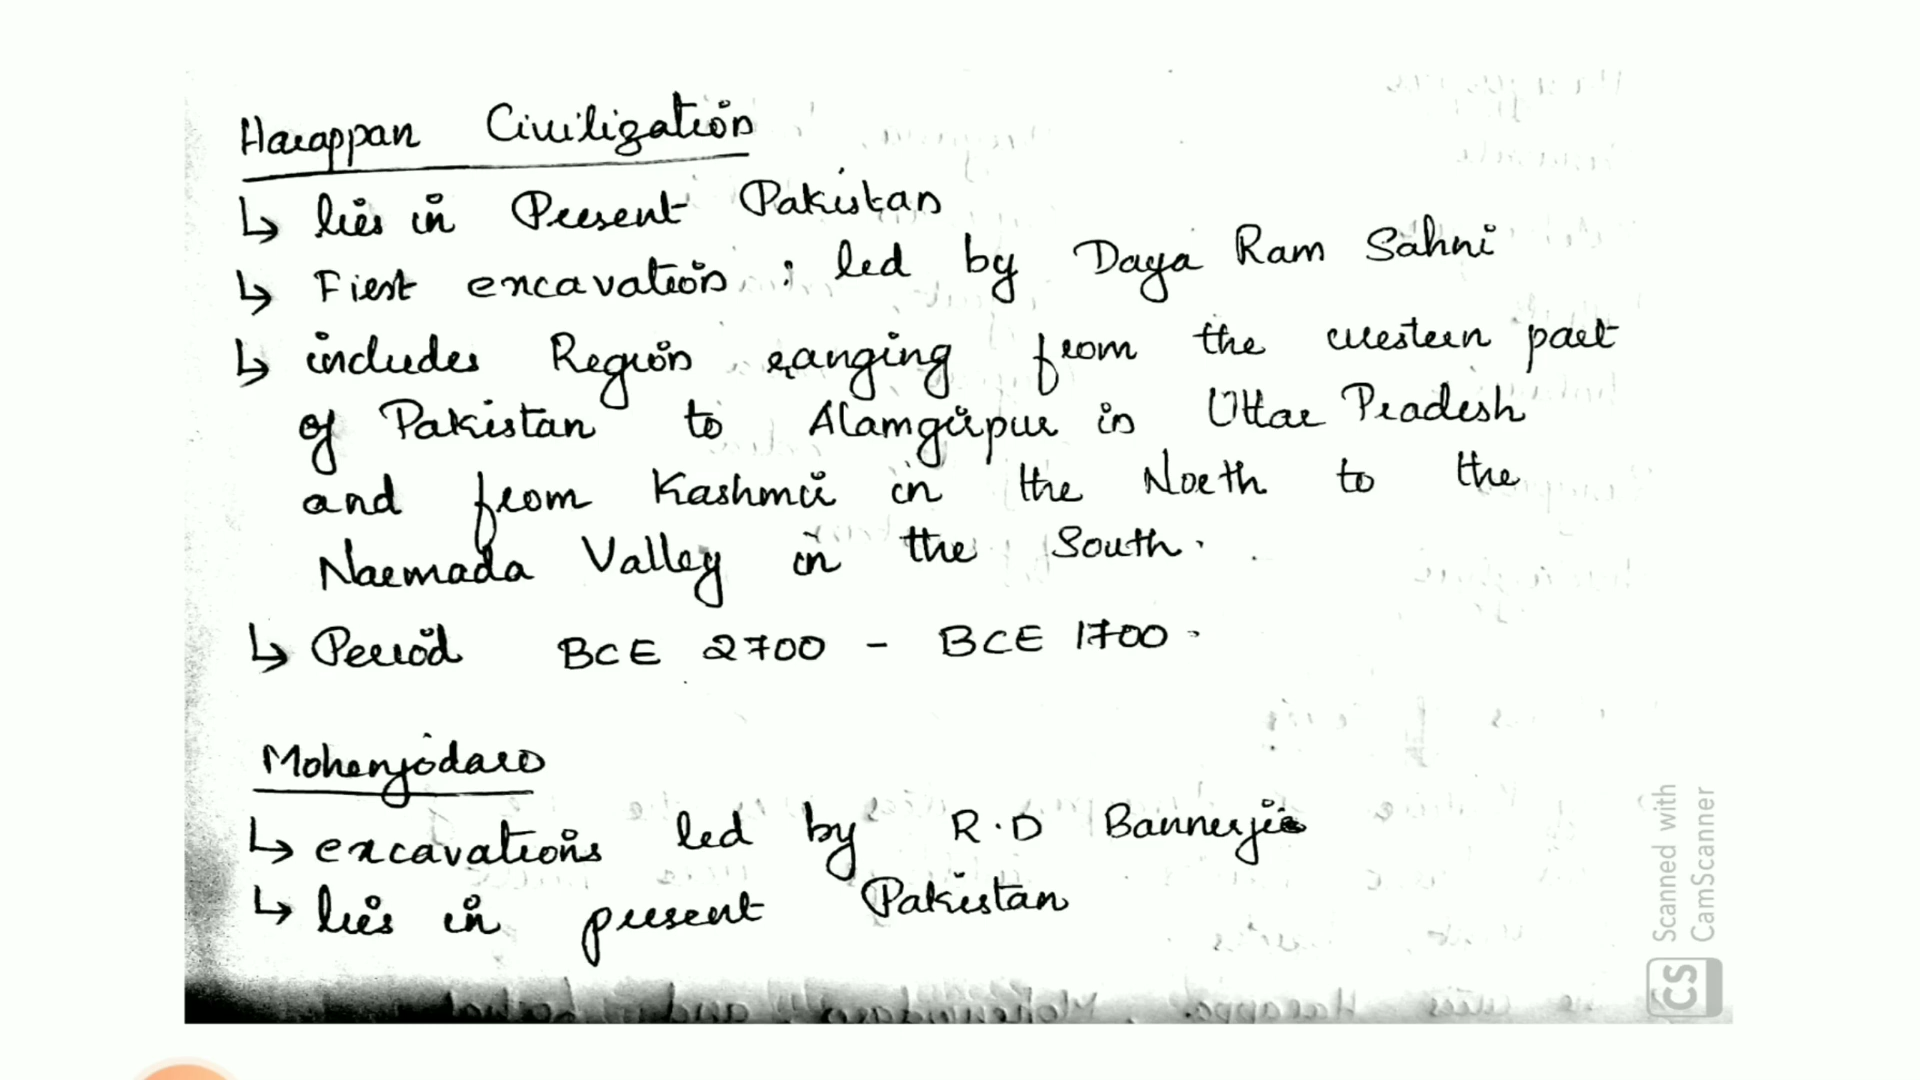 Harappan Civilization
↳ lies in Present Pakistan
↳ First excavation : led by Daya Ram Sahni
↳ includes Region ranging from the western part
of Pakistan to Alamgirpur in Uttar Pradesh
and from Kashmir in the North to the
Narmada Valley in the South.
↳ Period BCE 2700 - BCE 1700.
Mohenjodaro
↳ excavations led by R.D Bannerjie
↳ lies in present Pakistan
Scanned with
CamScanner
CS